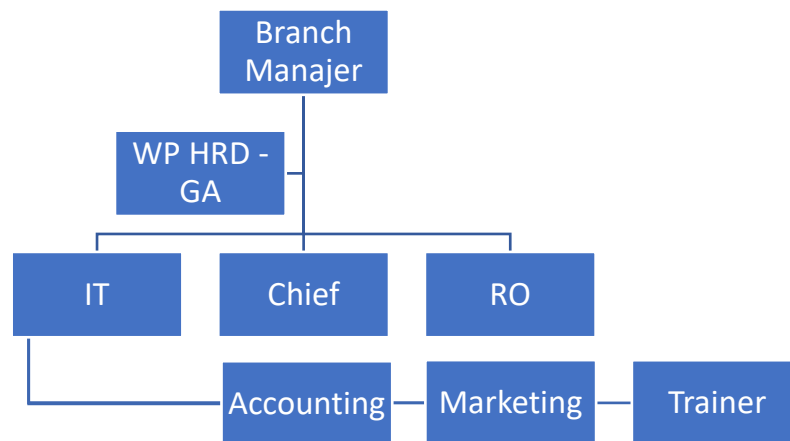 Branch
Manajer
WP HRD -
GA
IT
Chief
RO
Accounting
Marketing
Trainer